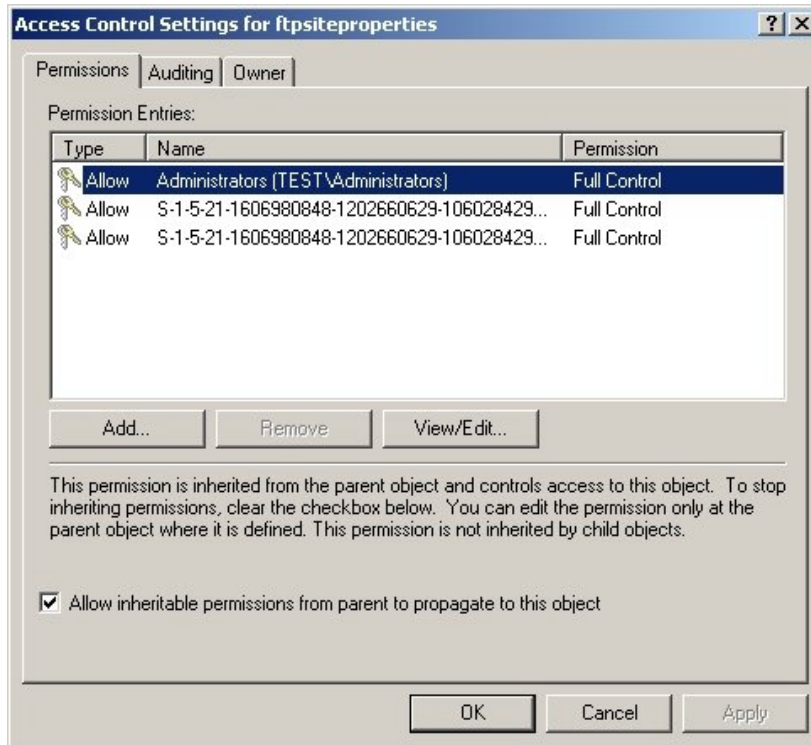 Access Control Settings for ftpsiteproperties
Permissions Auditing Owner
Permission Entries:
Type Name Permission
Allow Administrators (TEST\Administrators) Full Control
Allow S-1-5-21-1606980848-1202660629-106028429... Full Control
Allow S-1-5-21-1606980848-1202660629-106028429... Full Control
Add... Remove View/Edit...
This permission is inherited from the parent object and controls access to this object. To stop
inheriting permissions, clear the checkbox below. You can edit the permission only at the
parent object where it is defined. This permission is not inherited by child objects.
Allow inheritable permissions from parent to propagate to this object
OK Cancel Apply